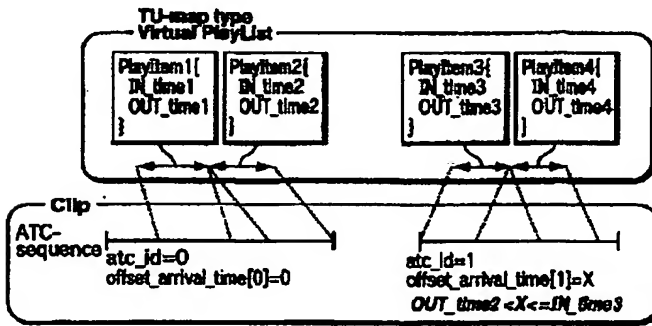 TU-map type
Virtual PlayList
PlayItem1{
IN_time1
OUT_time1
}
PlayItem2{
IN_time2
OUT_time2
}
PlayItem3{
IN_time3
OUT_time3
}
PlayItem4{
IN_time4
OUT_time4
}
Clip
ATC-
sequence
atc_id=0
offset_arrival_time[0]=0
atc_id=1
offset_arrival_time[1]=X
OUT_time2<X<=IN_time3